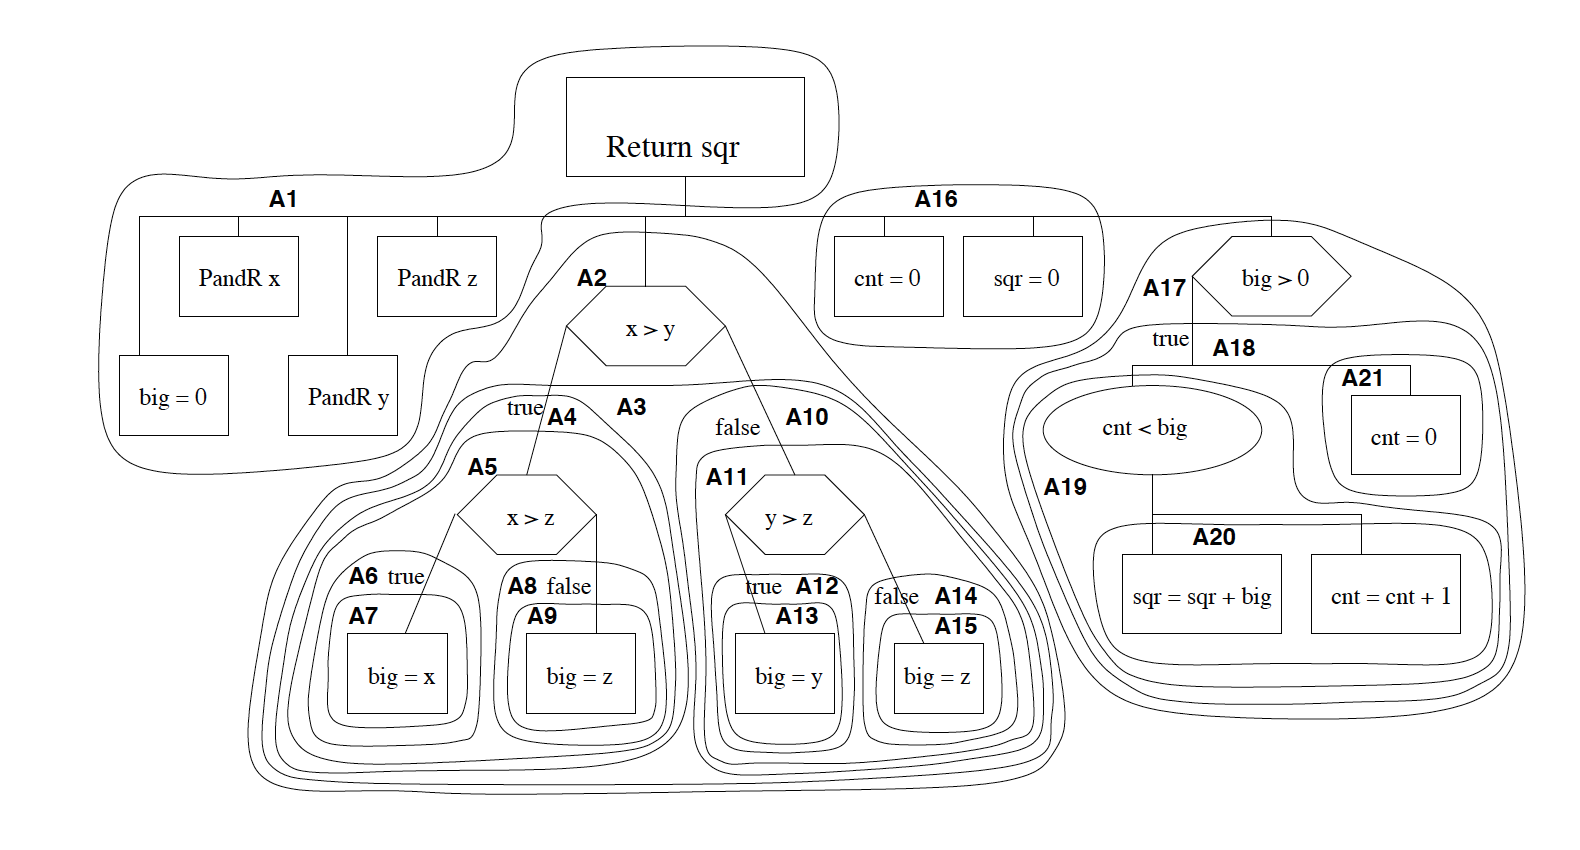 Return sqr
A1
A16
PandR x
PandR z
cnt = 0
sqr = 0
big > 0
A2
A17
x > y
true
A18
big = 0
PandR y
A21
true
A4
A3
A10
false
cnt < big
cnt = 0
A5
A11
A19
x > z
y > z
A20
A6 true
A8 false
true A12
false A14
sqr = sqr + big
cnt = cnt + 1
A7
A9
A13
A15
big = x
big = z
big = y
big = z